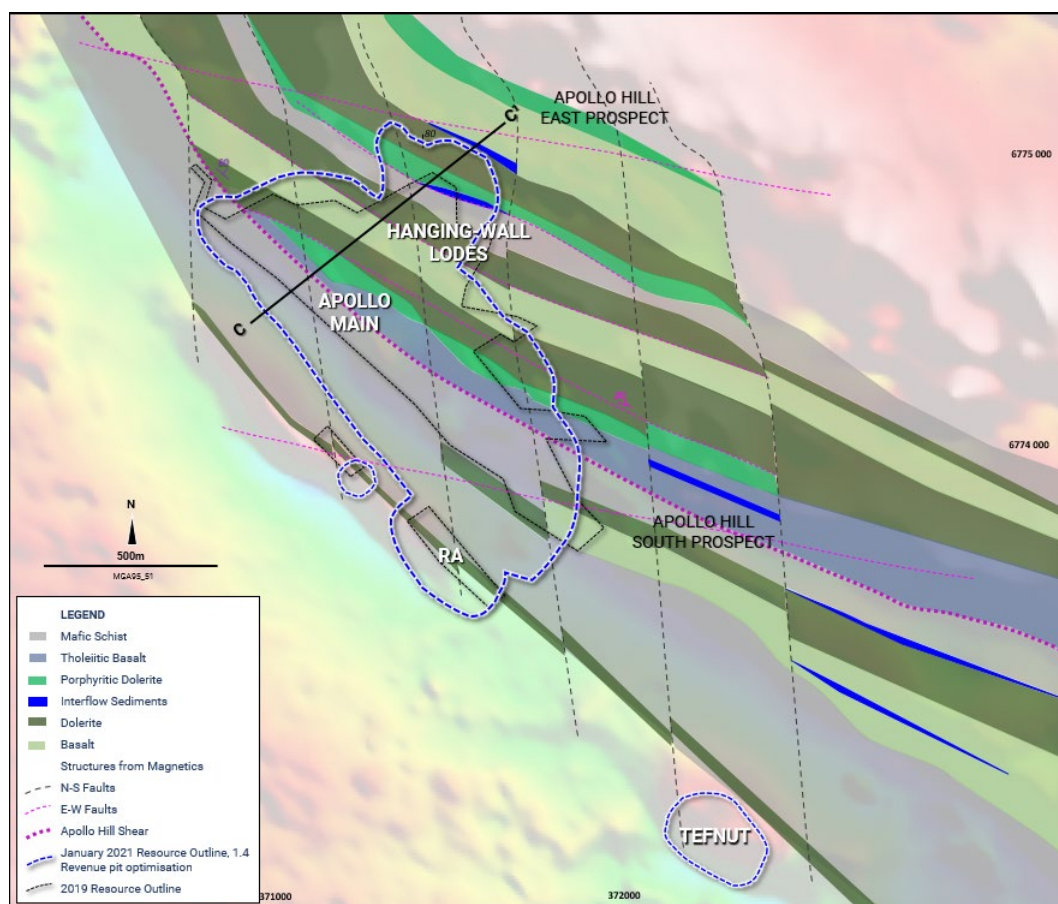 APOLLO HILL
EAST PROSPECT
C'
80
6775 000
HANGING-WALL
LODES
APOLLO
MAIN
C
6774 000
APOLLO HILL
SOUTH PROSPECT
RA
N
500m
MGA95_51
TEFNUT
LEGEND
Mafic Schist
Tholeiitic Basalt
Porphyritic Dolerite
Interflow Sediments
Dolerite
Basalt
Structures from Magnetics
N-S Faults
E-W Faults
Apollo Hill Shear
January 2021 Resource Outline, 1.4
Revenue pit optimisation
2019 Resource Outline
371000
372000